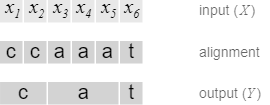 x1 x2 x3 x4 x5 x6 input (X)
c c a a a t alignment
c a t output (Y)